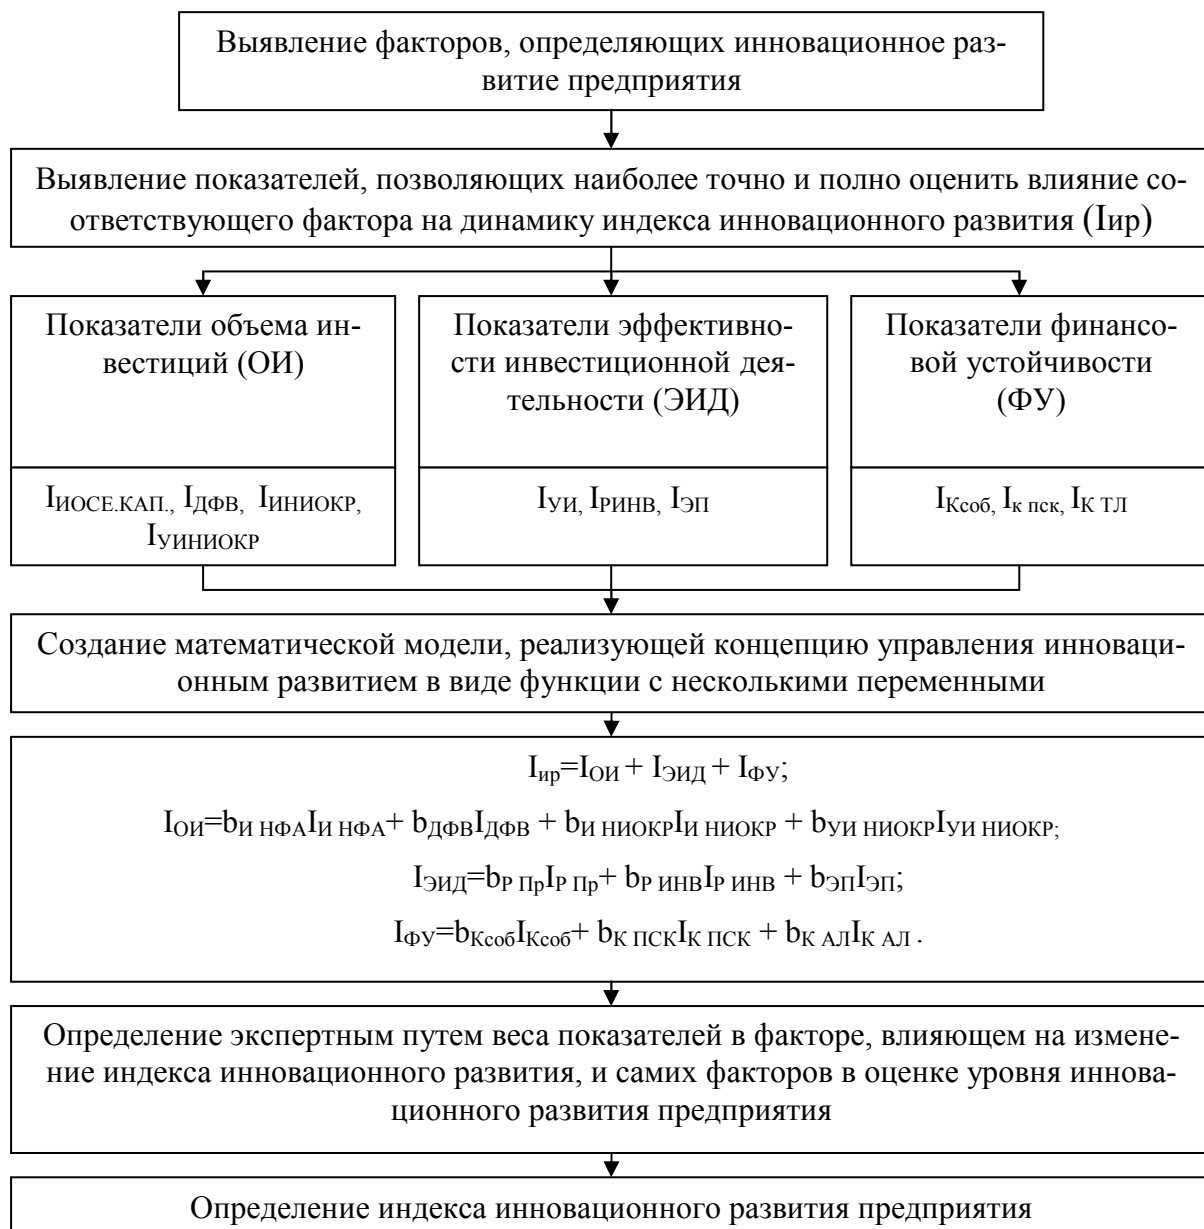 Выявление факторов, определяющих инновационное раз-
витие предприятия
Выявление показателей, позволяющих наиболее точно и полно оценить влияние со-
ответствующего фактора на динамику индекса инновационного развития (Iир)
Показатели объема ин-
вестиций (ОИ)
Показатели эффективно-
сти инвестиционной дея-
тельности (ЭИД)
Показатели финансо-
вой устойчивости
(ФУ)
IИОСЕ.КАП., IДФВ, IИНИОКР,
IУИНИОКР
IУИ, IРИНВ, IЭП
IКсоб, Iк пск, IК ТЛ
Создание математической модели, реализующей концепцию управления инноваци-
онным развитием в виде функции с несколькими переменными
Iир=IОИ + IЭИД + IФУ;
IОИ=bИ НФАIИ НФА+ bДФВIДФВ + bИ НИОКРIИ НИОКР + bУИ НИОКРIУИ НИОКР;
IЭИД=bР ПрIР Пр+ bР ИНВIР ИНВ + bЭПIЭП;
IФУ=bКсобIКсоб+ bК ПСКIК ПСК + bК АЛIК АЛ .
Определение экспертным путем веса показателей в факторе, влияющем на измене-
ние индекса инновационного развития, и самих факторов в оценке уровня иннова-
ционного развития предприятия
Определение индекса инновационного развития предприятия